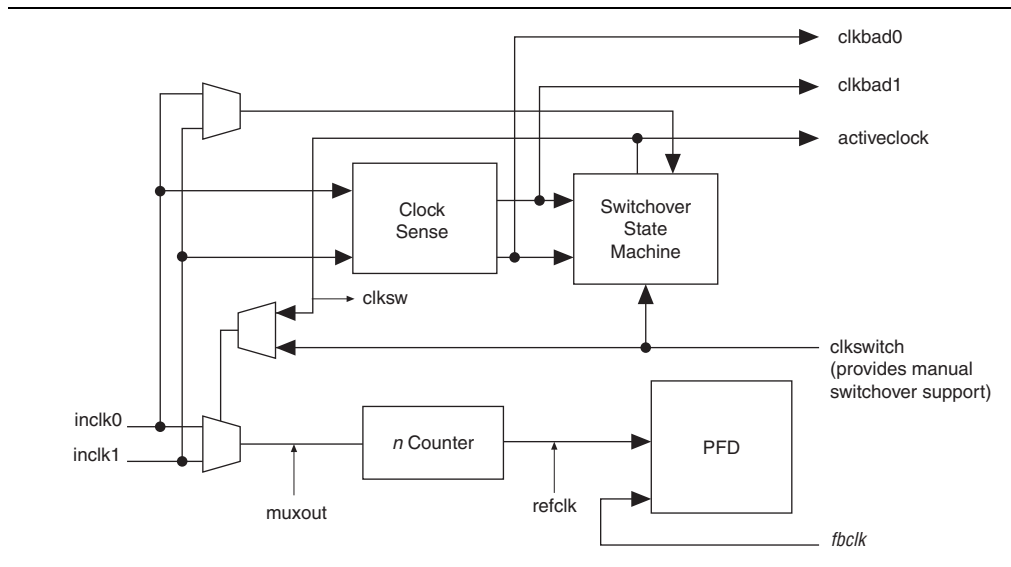 clkbad0
clkbad1
activeclock
Clock
Sense
Switchover
State
Machine
clksw
clkswitch
(provides manual
switchover support)
inclk0
inclk1
n Counter
PFD
muxout
refclk
fbclk